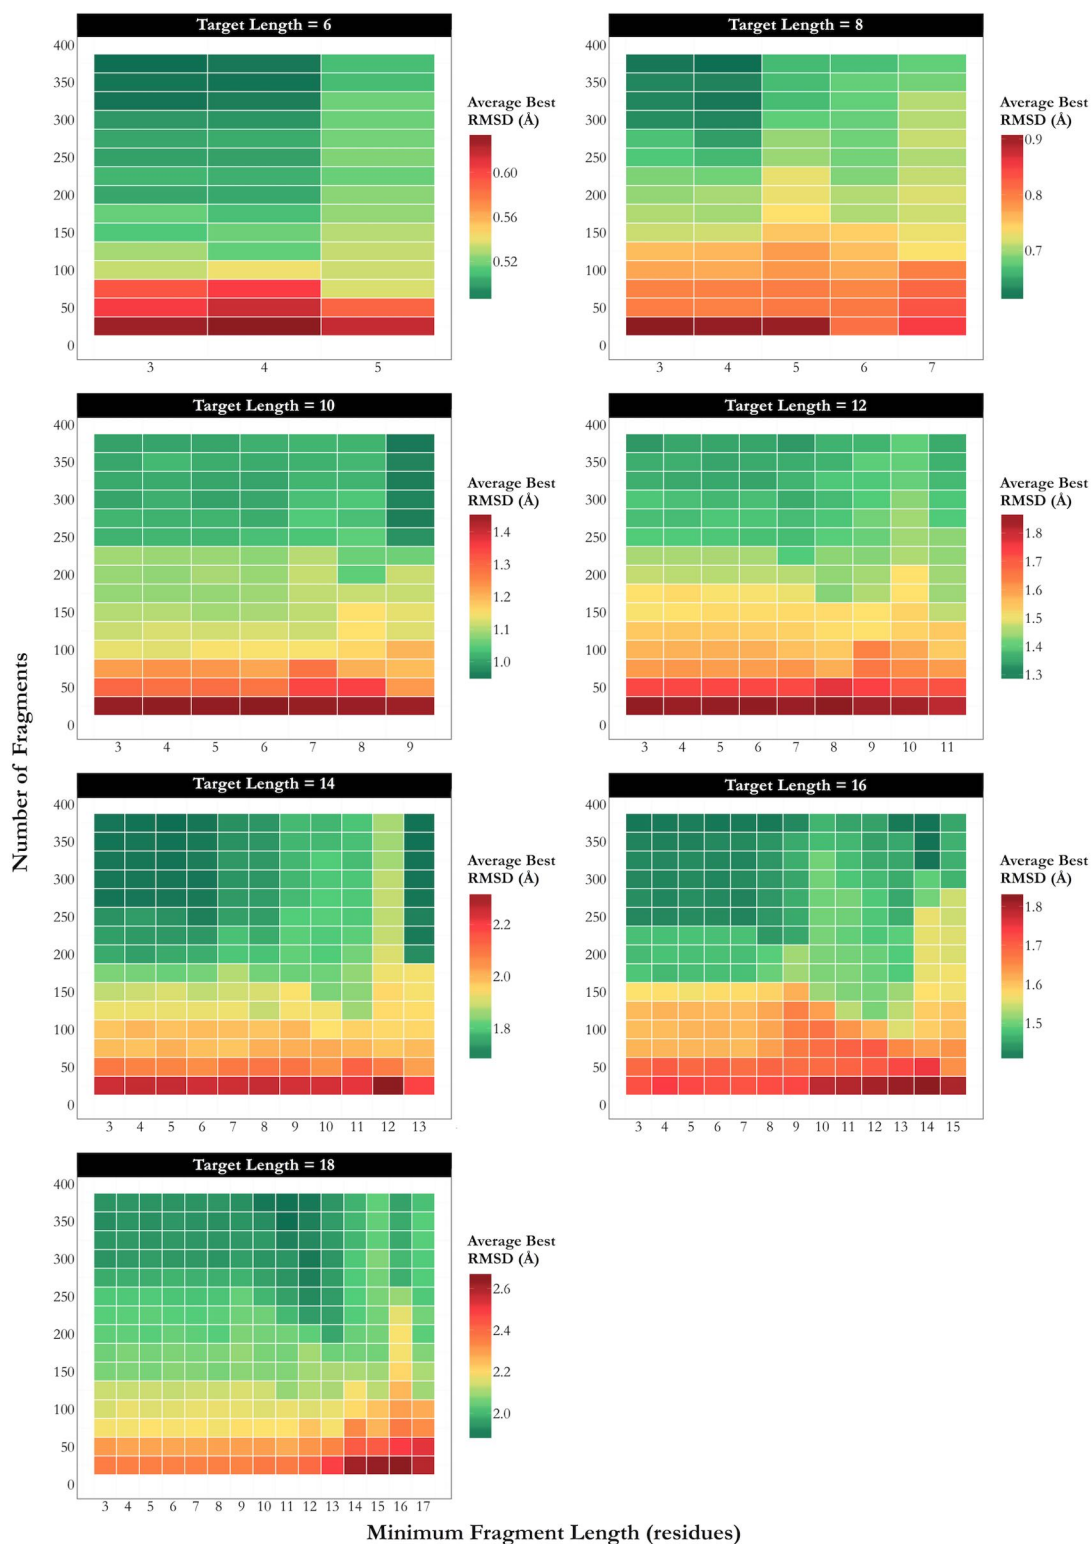 Target Length = 6
400
350
300
250
200
150
100
50
0
3 4 5
Average Best
RMSD (Å)
0.60
0.56
0.52
Target Length = 8
3 4 5 6 7
Average Best
RMSD (Å)
0.9
0.8
0.7
Target Length = 10
400
350
300
250
200
150
100
50
0
3 4 5 6 7 8 9
Average Best
RMSD (Å)
1.4
1.3
1.2
1.1
1.0
Target Length = 12
400
350
300
250
200
150
100
50
0
3 4 5 6 7 8 9 10 11
Average Best
RMSD (Å)
1.8
1.7
1.6
1.5
1.4
1.3
Target Length = 14
400
350
300
250
200
150
100
50
0
3 4 5 6 7 8 9 10 11 12 13
Average Best
RMSD (Å)
2.2
2.0
1.8
Target Length = 16
400
350
300
250
200
150
100
50
0
3 4 5 6 7 8 9 10 11 12 13 14 15
Average Best
RMSD (Å)
1.8
1.7
1.6
1.5
Target Length = 18
400
350
300
250
200
150
100
50
0
3 4 5 6 7 8 9 10 11 12 13 14 15 16 17
Average Best
RMSD (Å)
2.6
2.4
2.2
2.0
Number of Fragments
Minimum Fragment Length (residues)